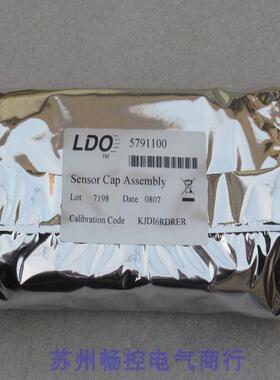 LDO TM 5791100
Sensor Cap Assembly
Lot 7198 Date 0807
Calibration Code KJDI6RDRER
苏州畅控电气商行